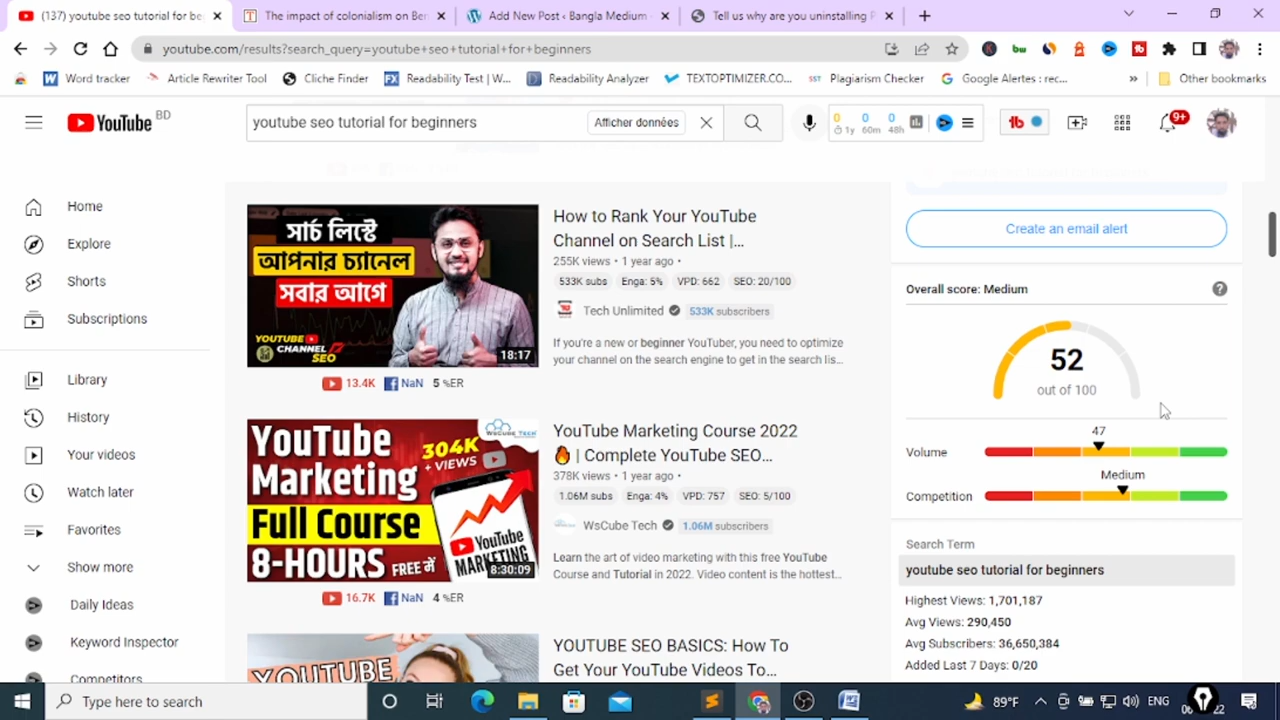 (137) youtube seo tutorial for be
The impact of colonialism on Ben
Add New Post ‹ Bangla Medium -
Tell us why are you uninstalling P
youtube.com/results?search_query=youtube+seo+tutorial+for+beginners
Word tracker
Article Rewriter Tool
Cliche Finder
Readability Test | W...
Readability Analyzer
TEXTOPTIMIZER.CO...
Plagiarism Checker
Google Alertes : rec...
»
Other bookmarks
YouTube BD
youtube seo tutorial for beginners
Afficher données
0 0 0
1y 60m 48h
9+
Home
Explore
Shorts
Subscriptions
Library
History
Your videos
Watch later
Favorites
Show more
Daily Ideas
Keyword Inspector
Competitors
সার্চ লিস্টে
আপনার চ্যানেল
সবার আগে
YOUTUBE
CHANNEL
SEO
18:17
13.4K NaN 5 %ER
How to Rank Your YouTube
Channel on Search List |...
255K views • 1 year ago •
533K subs Enga: 5% VPD: 662 SEO: 20/100
Tech Unlimited 533K subscribers
If you're a new or beginner YouTuber, you need to optimize
your channel on the search engine to get in the search lis...
WsCube Tech
YouTube
Marketing
304K
+ VIEWS
Full Course
8-HOURS FREE में
YouTube
MARKETING
8:30:09
16.7K NaN 4 %ER
YouTube Marketing Course 2022
🔥 | Complete YouTube SEO...
378K views • 1 year ago •
1.06M subs Enga: 4% VPD: 757 SEO: 5/100
WsCube Tech 1.06M subscribers
Learn the art of video marketing with this free YouTube
Course and Tutorial in 2022. Video content is the hottest...
YOUTUBE
YOUTUBE SEO BASICS: How To
Get Your YouTube Videos To...
Create an email alert
Overall score: Medium
52
out of 100
47
Volume
Medium
Competition
Search Term
youtube seo tutorial for beginners
Highest Views: 1,701,187
Avg Views: 290,450
Avg Subscribers: 36,650,384
Added Last 7 Days: 0/20
Type here to search
89°F
ENG